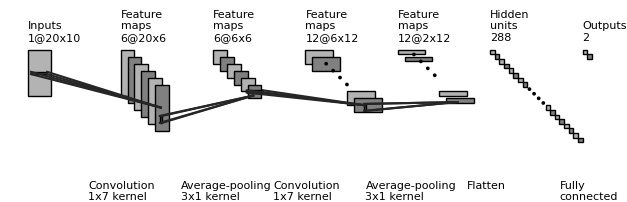 Inputs
1@20x10
Feature
maps
6@20x6
Feature
maps
6@6x6
Feature
maps
12@6x12
Feature
maps
12@2x12
Hidden
units
288
Outputs
2
Convolution
1x7 kernel
Average-pooling
3x1 kernel
Convolution
1x7 kernel
Average-pooling
3x1 kernel
Flatten
Fully
connected